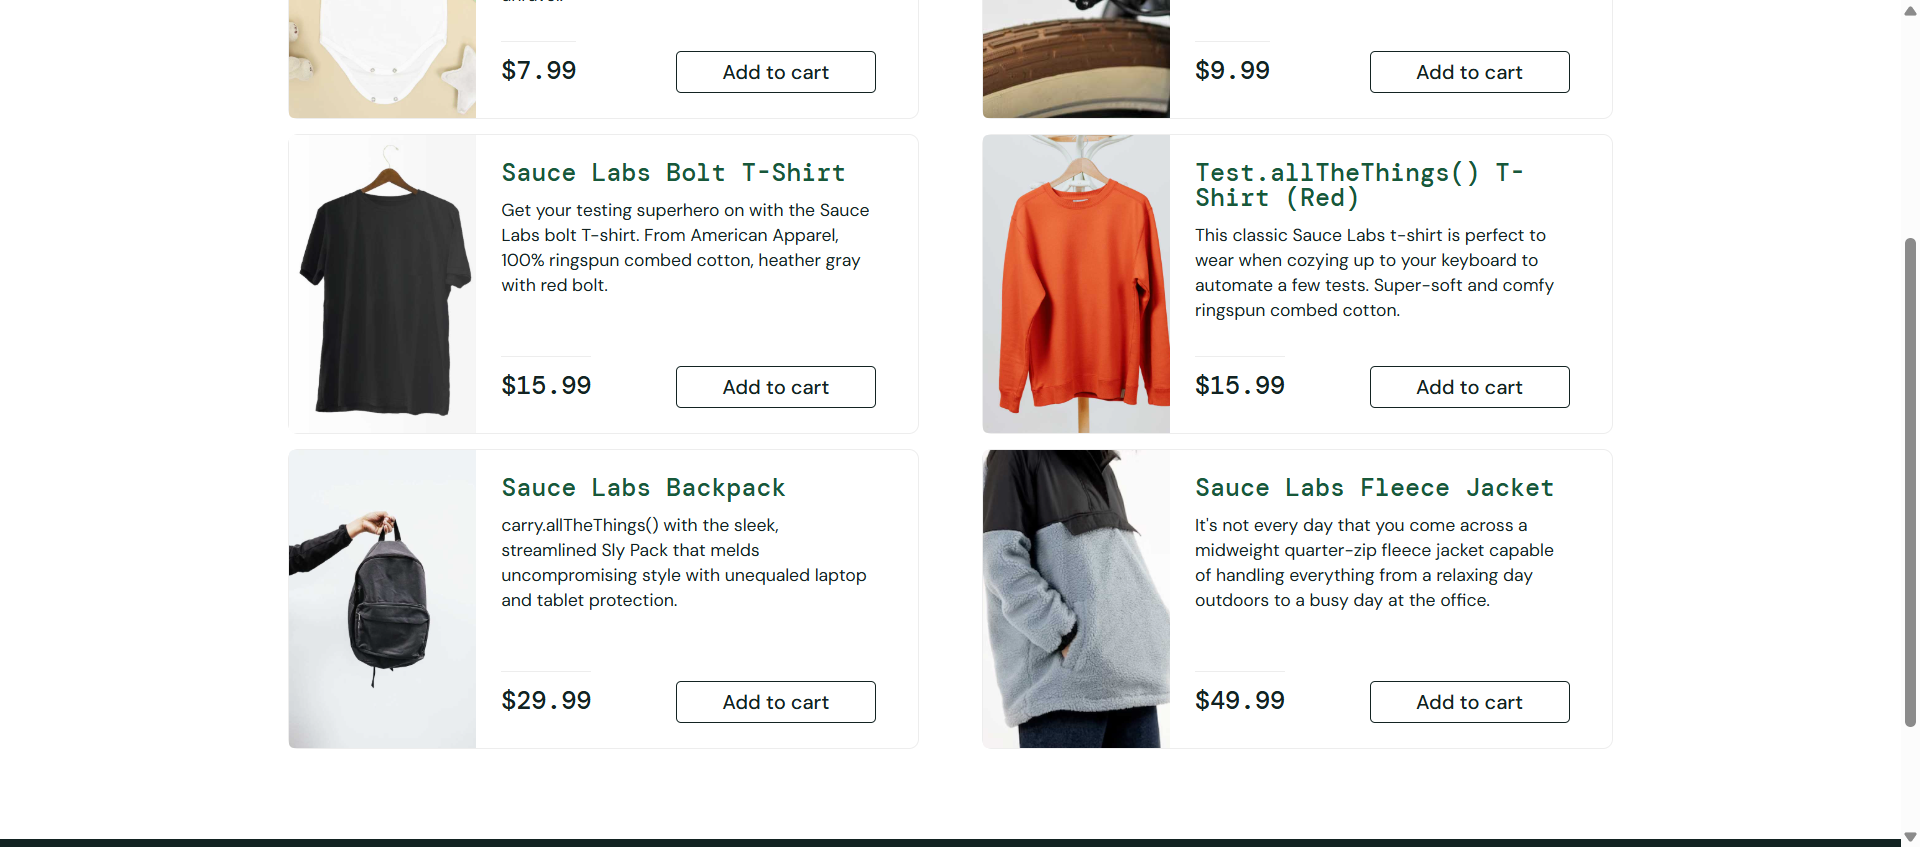 $7.99
Add to cart
$9.99
Add to cart
Sauce Labs Bolt T-Shirt
Get your testing superhero on with the Sauce
Labs bolt T-shirt. From American Apparel,
100% ringspun combed cotton, heather gray
with red bolt.
$15.99
Add to cart
Test.allTheThings() T-
Shirt (Red)
This classic Sauce Labs t-shirt is perfect to
wear when cozying up to your keyboard to
automate a few tests. Super-soft and comfy
ringspun combed cotton.
$15.99
Add to cart
Sauce Labs Backpack
carry.allTheThings() with the sleek,
streamlined Sly Pack that melds
uncompromising style with unequaled laptop
and tablet protection.
$29.99
Add to cart
Sauce Labs Fleece Jacket
It's not every day that you come across a
midweight quarter-zip fleece jacket capable
of handling everything from a relaxing day
outdoors to a busy day at the office.
$49.99
Add to cart